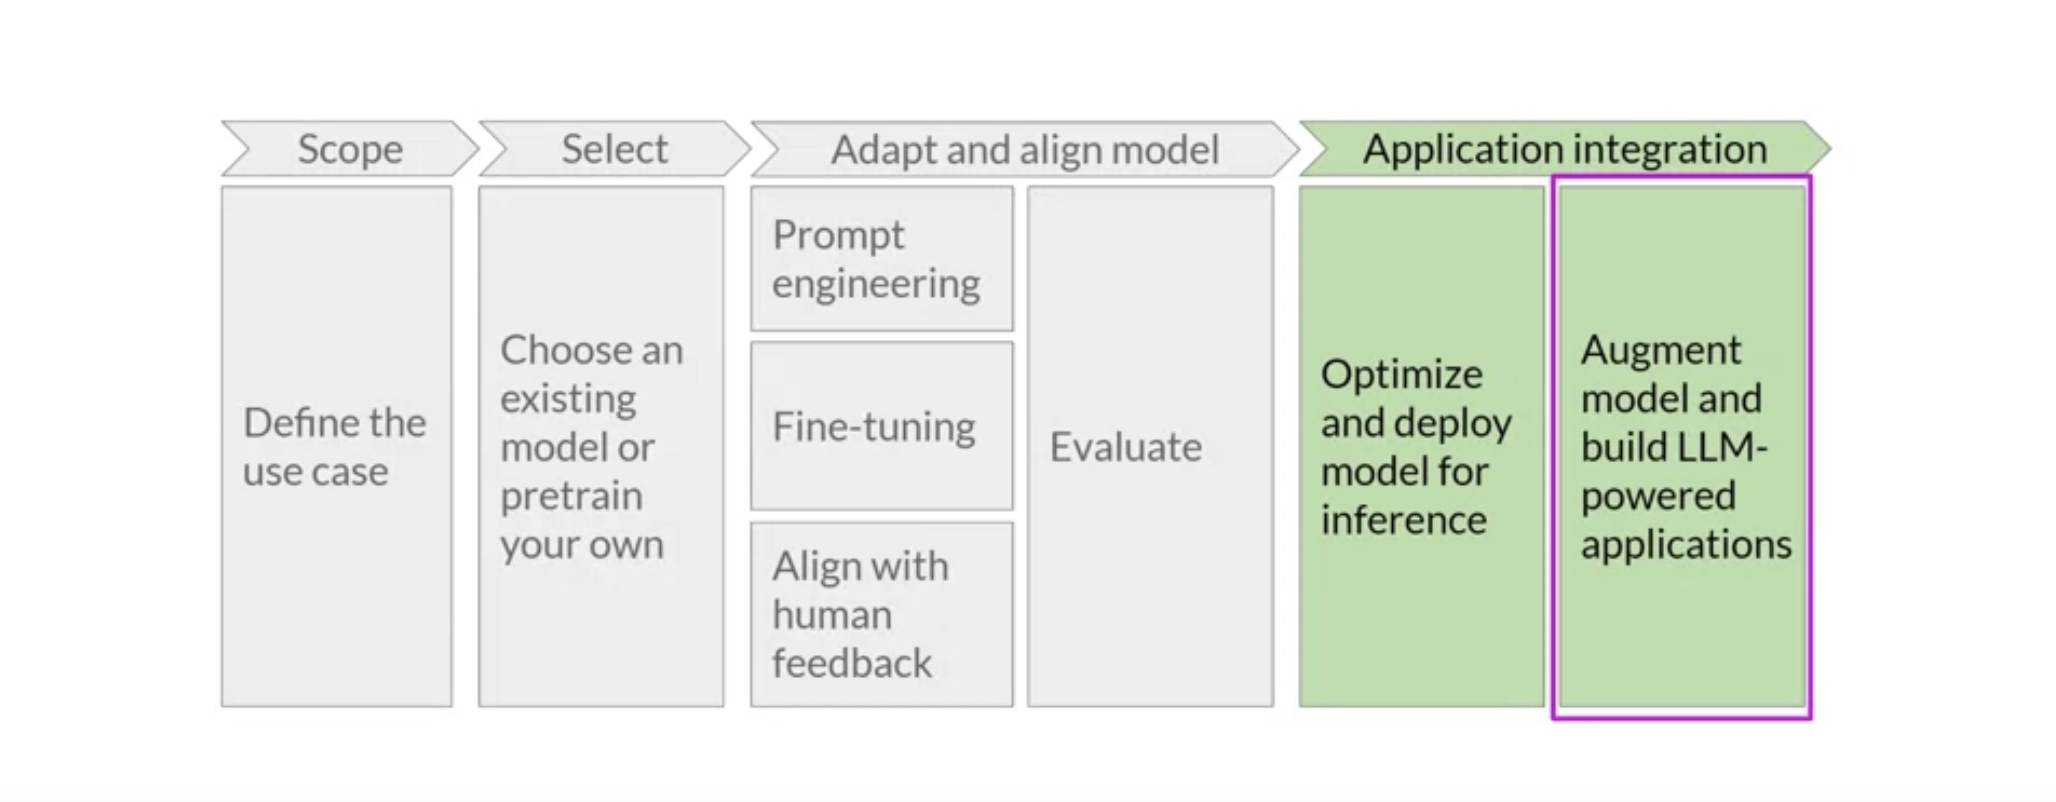 Scope
Select
Adapt and align model
Application integration
Define the
use case
Choose an
existing
model or
pretrain
your own
Prompt
engineering
Fine-tuning
Align with
human
feedback
Evaluate
Optimize
and deploy
model for
inference
Augment
model and
build LLM-
powered
applications